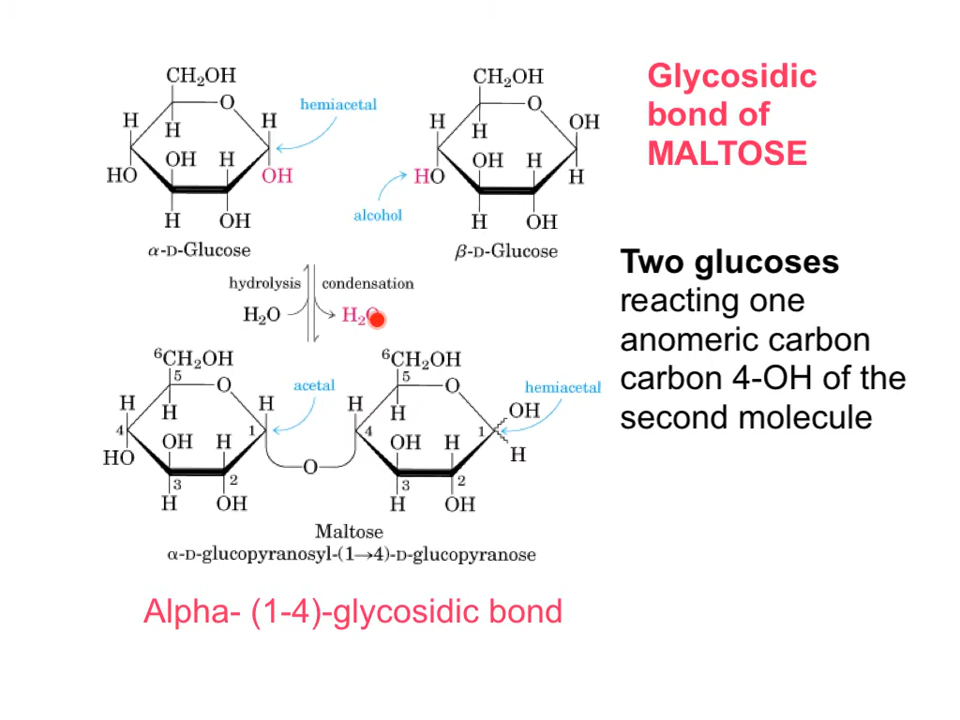 Glycosidic
bond of
MALTOSE
CH₂OH
O
hemiacetal
H
H
H
OH
H
HO
OH
H
OH
α-D-Glucose
CH₂OH
O
H
OH
H
OH
H
HO
H
alcohol
H
OH
β-D-Glucose
Two glucoses
reacting one
anomeric carbon
carbon 4-OH of the
second molecule
hydrolysis
condensation
H₂O
H₂O
⁶CH₂OH
5
O
acetal
H
H
H
4
OH
H
1
HO
3
2
H
OH
O
⁶CH₂OH
5
O
hemiacetal
H
H
OH
4
OH
H
1
H
3
2
H
OH
Maltose
α-D-glucopyranosyl-(1→4)-D-glucopyranose
Alpha- (1-4)-glycosidic bond